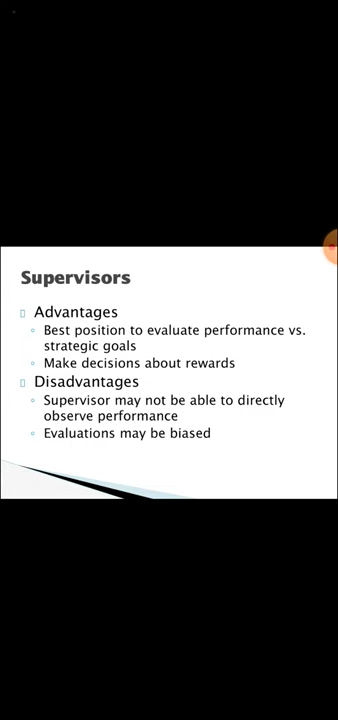 Supervisors
Advantages
Best position to evaluate performance vs.
strategic goals
Make decisions about rewards
Disadvantages
Supervisor may not be able to directly
observe performance
Evaluations may be biased